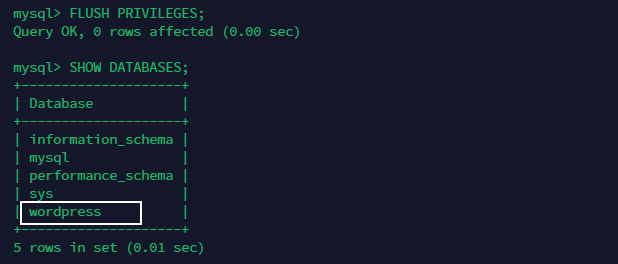 mysql> FLUSH PRIVILEGES;
Query OK, 0 rows affected (0.00 sec)
mysql> SHOW DATABASES;
+--------------------+
| Database           |
+--------------------+
| information_schema |
| mysql              |
| performance_schema |
| sys                |
| wordpress          |
+--------------------+
5 rows in set (0.01 sec)